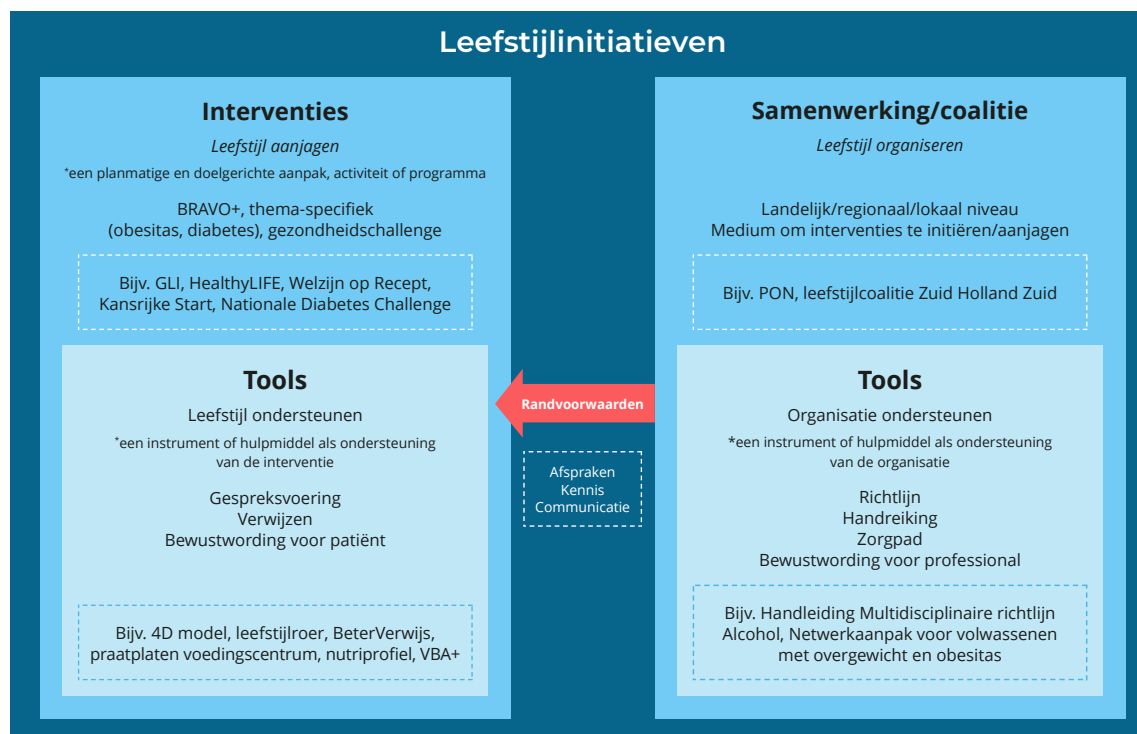 Leefstijlinitiatieven
Interventies
Leefstijl aanjagen
*een planmatige en doelgerichte aanpak, activiteit of programma
BRAVO+, thema-specifiek
(obesitas, diabetes), gezondheidschallenge
Bijv. GLI, HealthyLIFE, Welzijn op Recept,
Kansrijke Start, Nationale Diabetes Challenge
Tools
Leefstijl ondersteunen
*een instrument of hulpmiddel als ondersteuning
van de interventie
Gespreksvoering
Verwijzen
Bewustwording voor patiënt
Bijv. 4D model, leefstijlroer, BeterVerwijs,
praatplaten voedingscentrum, nutriprofiel, VBA+
Randvoorwaarden
Afspraken
Kennis
Communicatie
Samenwerking/coalitie
Leefstijl organiseren
Landelijk/regionaal/lokaal niveau
Medium om interventies te initiëren/aanjagen
Bijv. PON, leefstijlcoalitie Zuid Holland Zuid
Tools
Organisatie ondersteunen
*een instrument of hulpmiddel als ondersteuning
van de organisatie
Richtlijn
Handreiking
Zorgpad
Bewustwording voor professional
Bijv. Handleiding Multidisciplinaire richtlijn
Alcohol, Netwerkaanpak voor volwassenen
met overgewicht en obesitas